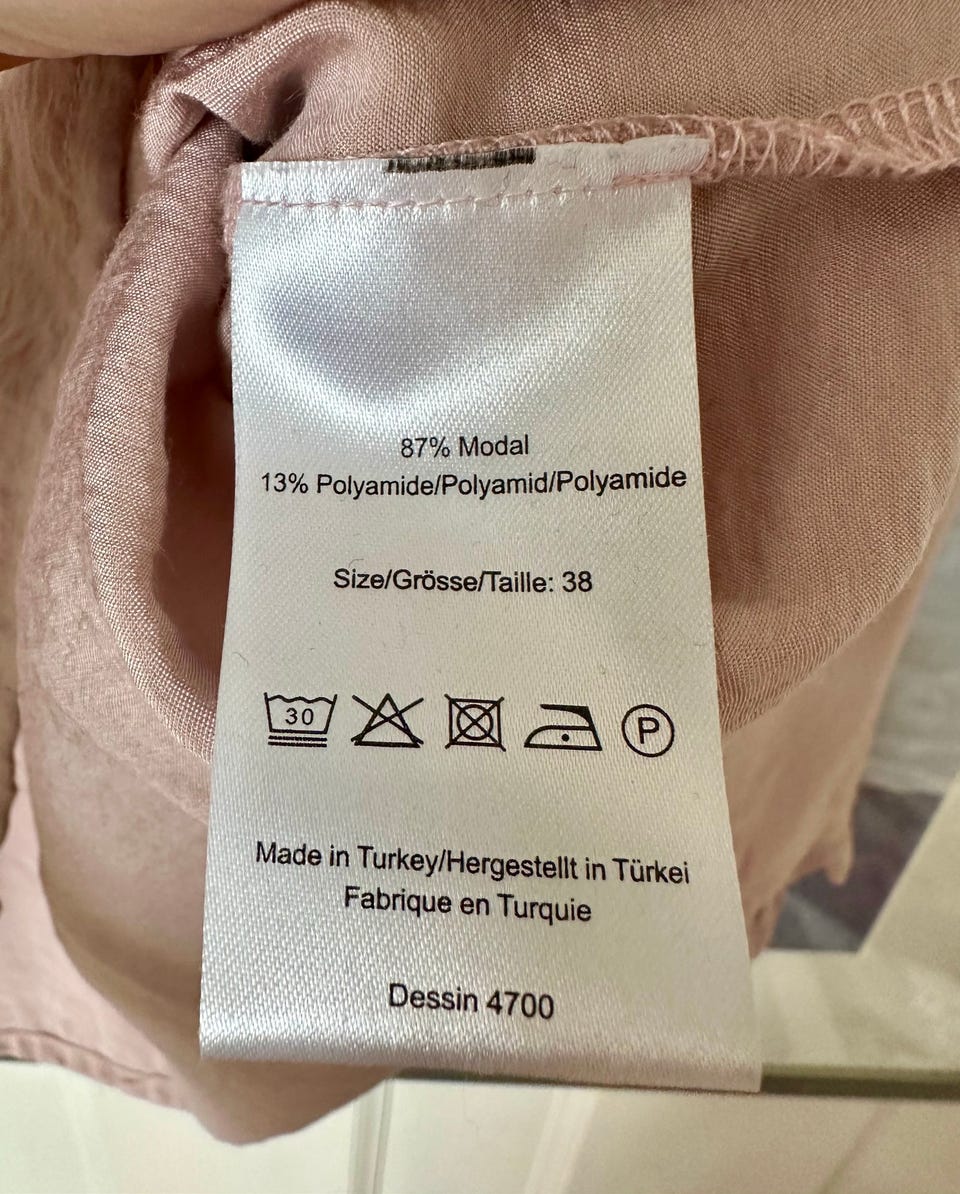 87% Modal
13% Polyamide/Polyamid/Polyamide
Size/Grösse/Taille: 38
30 P
Made in Turkey/Hergestellt in Türkei
Fabrique en Turquie
Dessin 4700